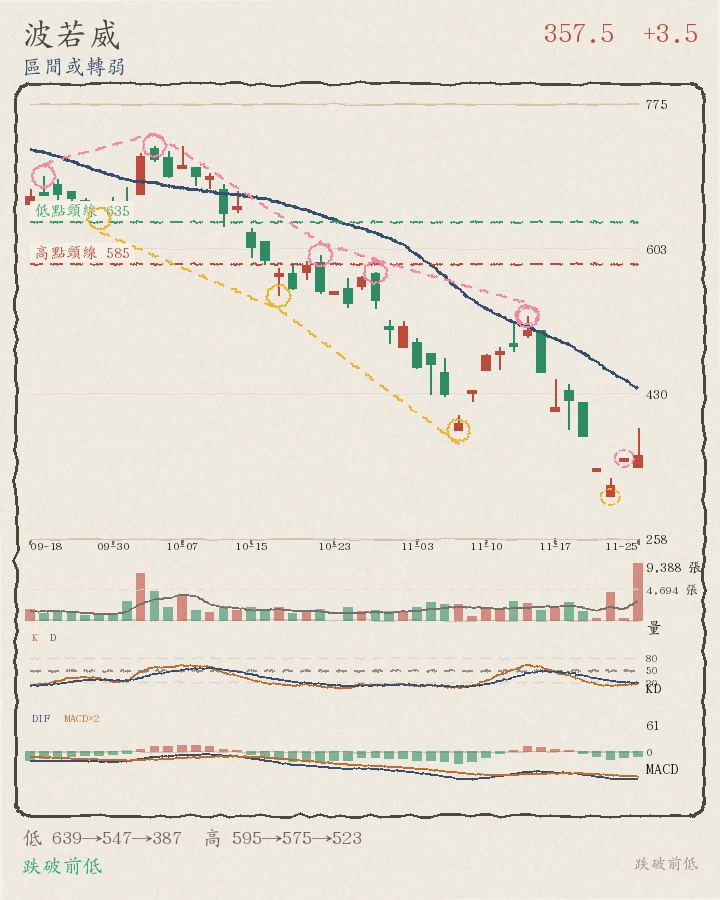 波若威
357.5 +3.5
區間或轉弱
775
低點頸線 635
高點頸線 585
603
430
258
09-18 09-30 10-07 10-15 10-23 11-03 11-10 11-17 11-25
9,388 張
4,694 張
量
K D
80
50
20
KD
DIF MACD×2
61
0
MACD
低 639→547→387 高 595→575→523
跌破前低
跌破前低